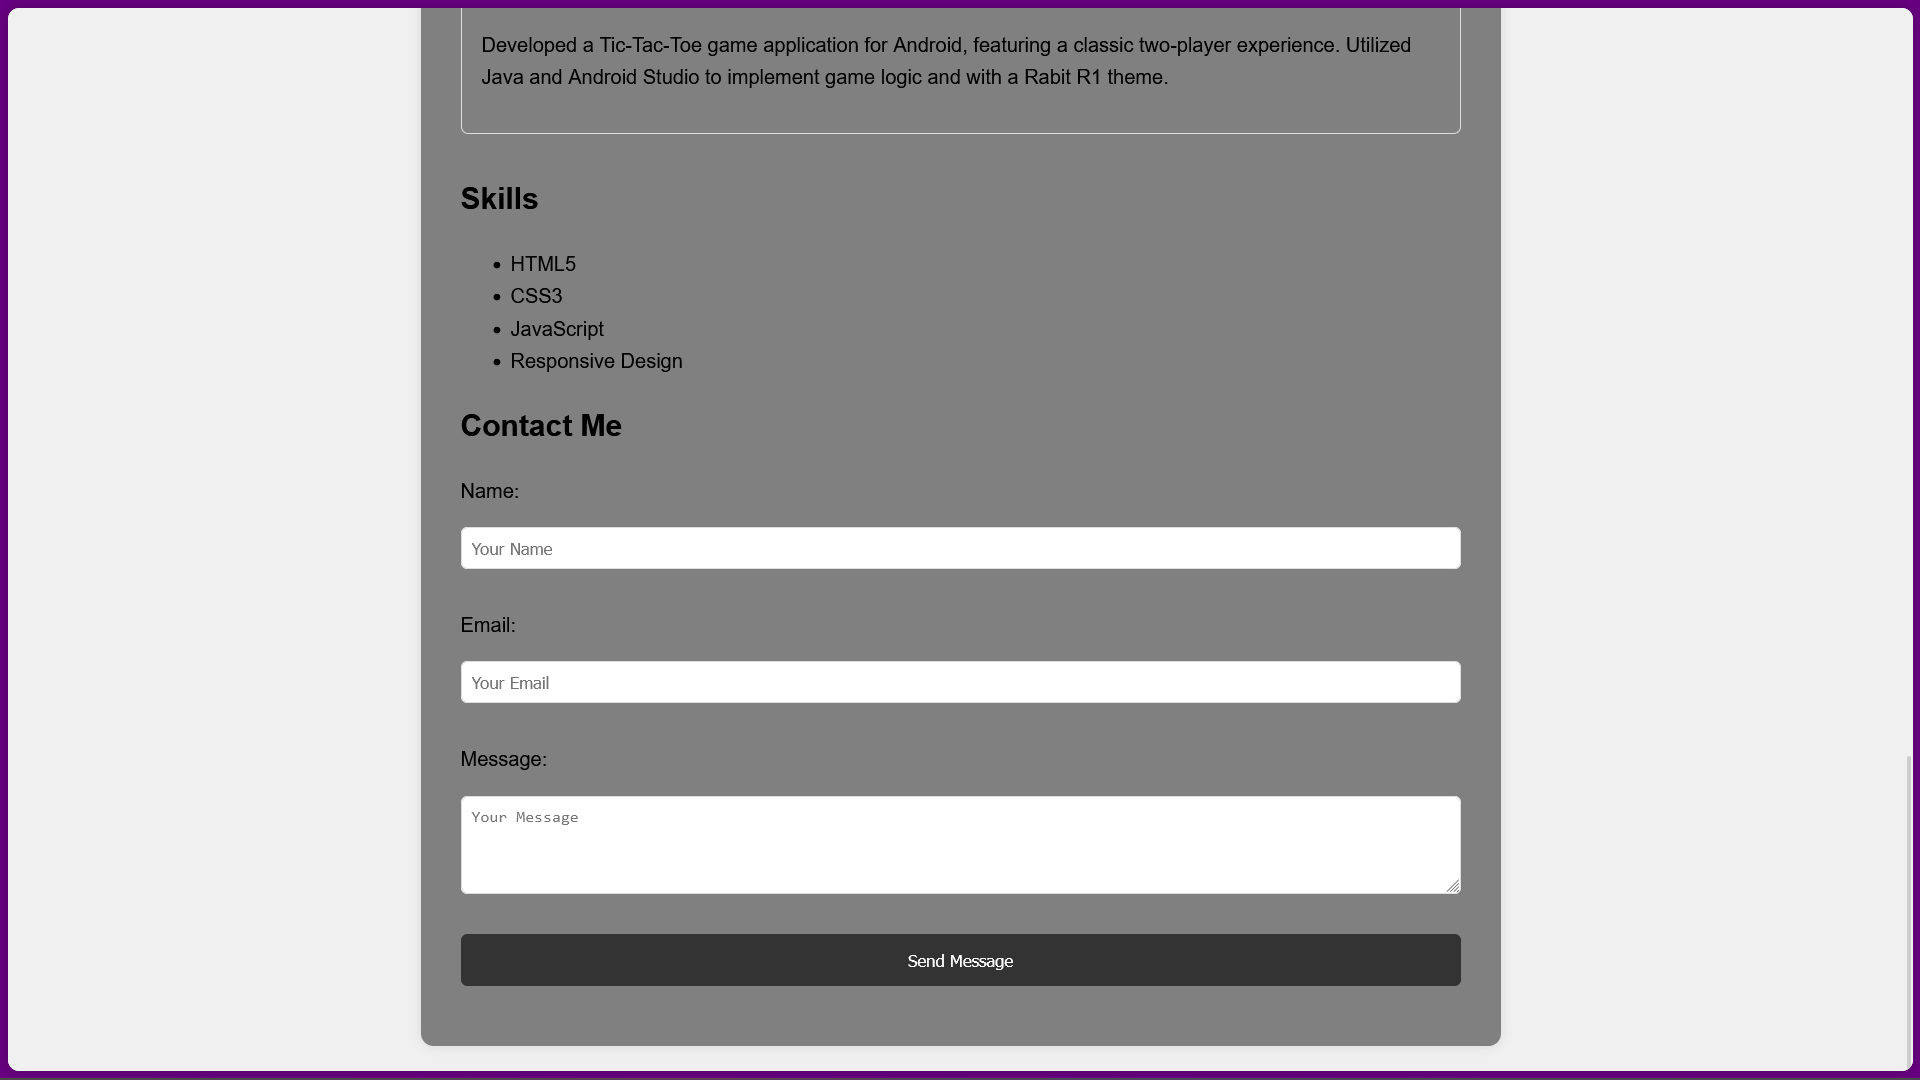 Developed a Tic-Tac-Toe game application for Android, featuring a classic two-player experience. Utilized
Java and Android Studio to implement game logic and with a Rabit R1 theme.
Skills
• HTML5
• CSS3
• JavaScript
• Responsive Design
Contact Me
Name:
Your Name
Email:
Your Email
Message:
Your Message
Send Message